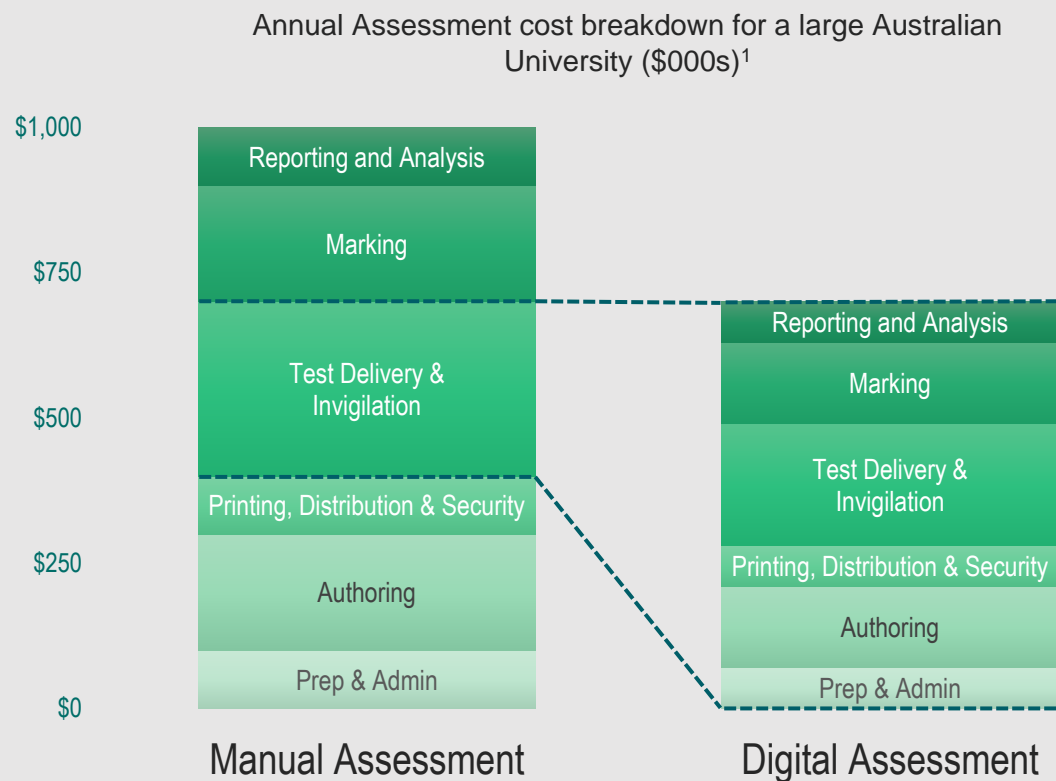 Annual Assessment cost breakdown for a large Australian
University ($000s)¹
$1,000
$750
$500
$250
$0
Reporting and Analysis
Marking
Test Delivery &
Invigilation
Printing, Distribution & Security
Authoring
Prep & Admin
Manual Assessment
Reporting and Analysis
Marking
Test Delivery &
Invigilation
Printing, Distribution & Security
Authoring
Prep & Admin
Digital Assessment